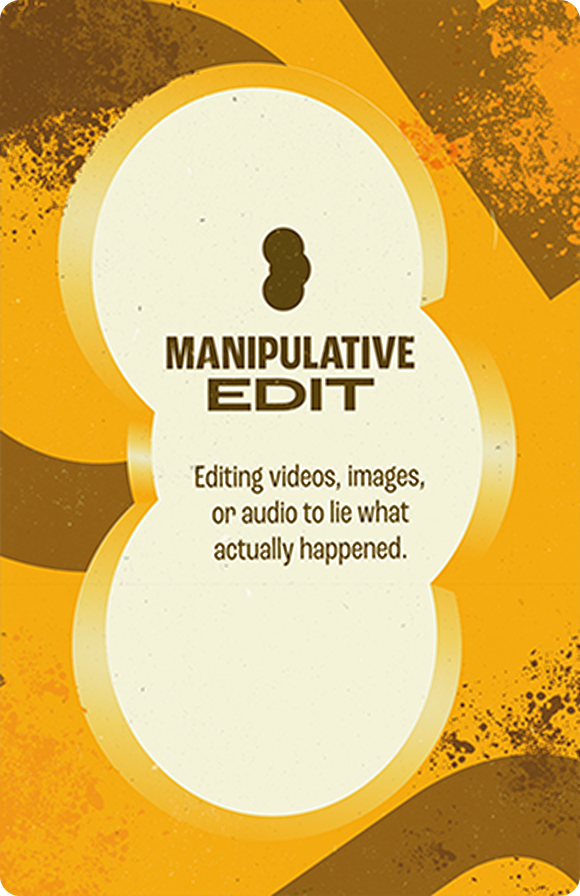 MANIPULATIVE
EDIT
Editing videos, images,
or audio to lie what
actually happened.